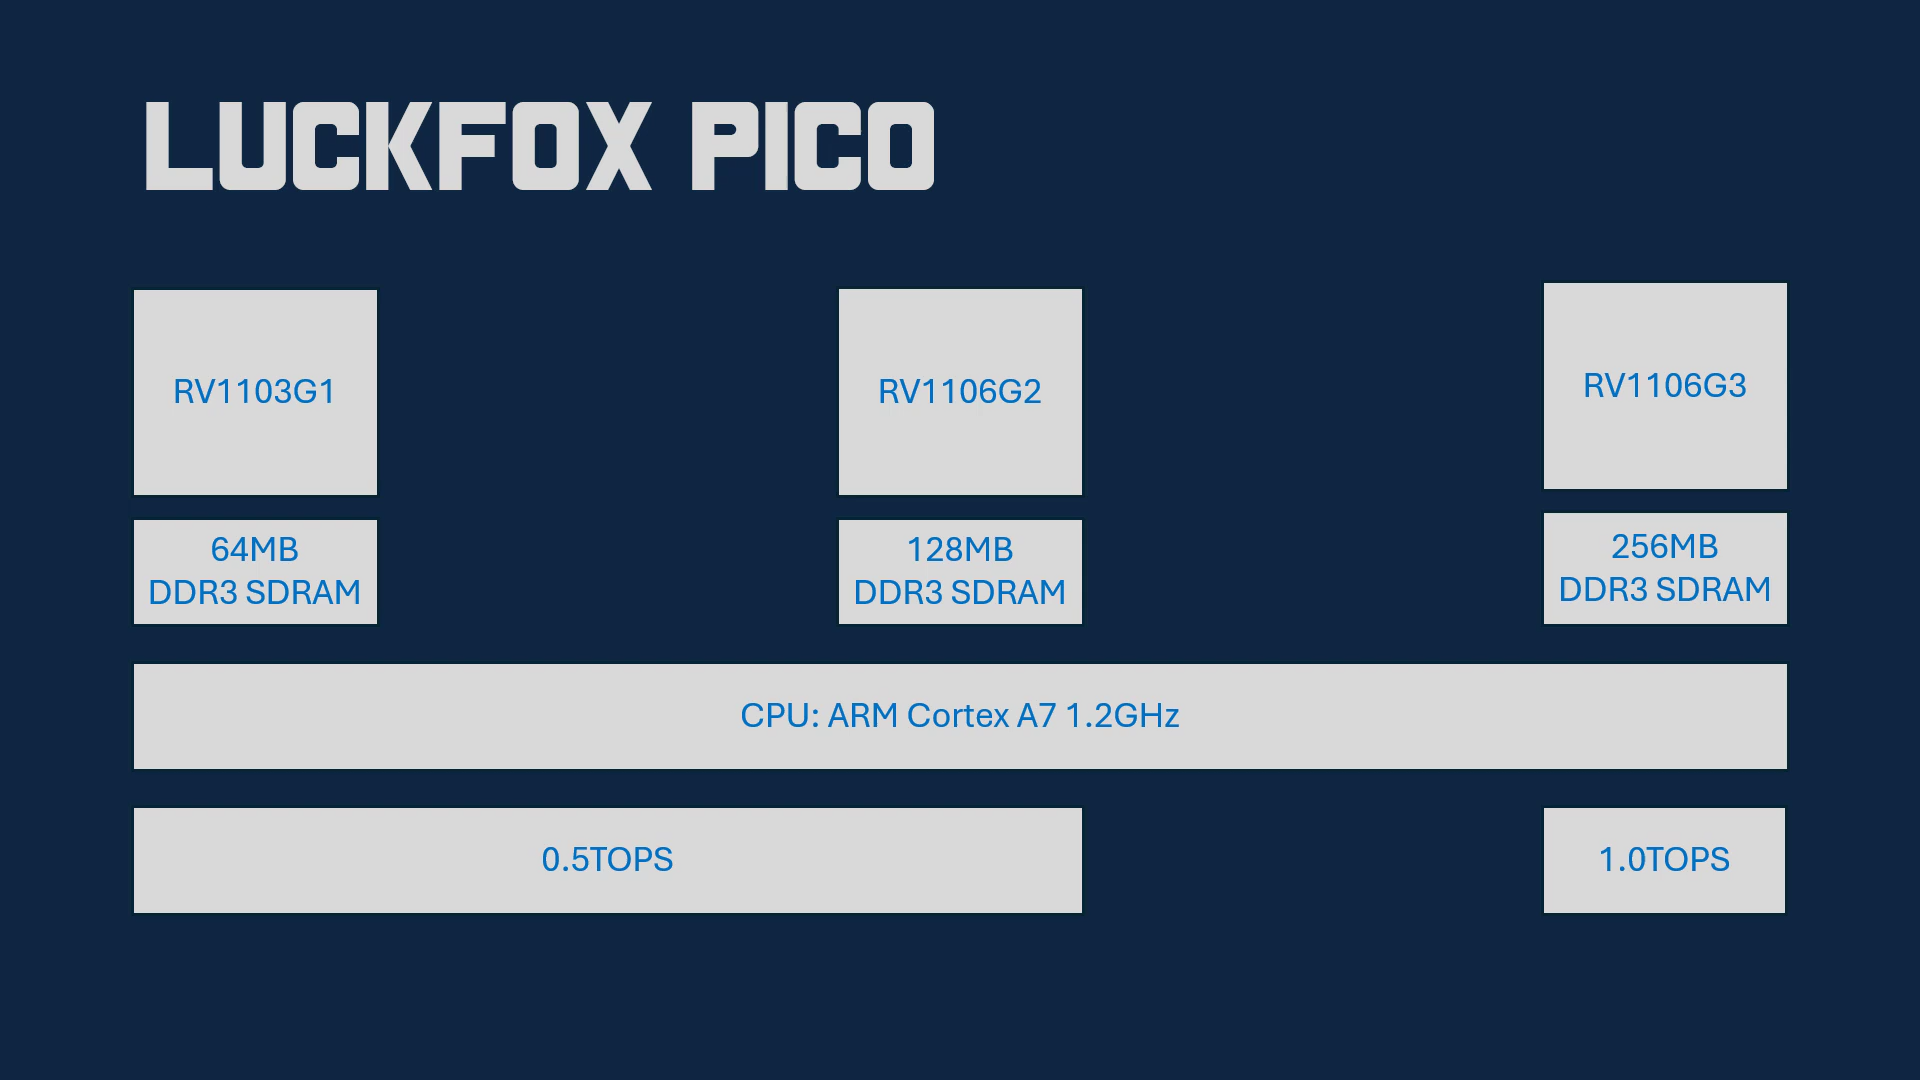 LUCKFOX PICO
RV1103G1
RV1106G2
RV1106G3
64MB
DDR3 SDRAM
128MB
DDR3 SDRAM
256MB
DDR3 SDRAM
CPU: ARM Cortex A7 1.2GHz
0.5TOPS
1.0TOPS